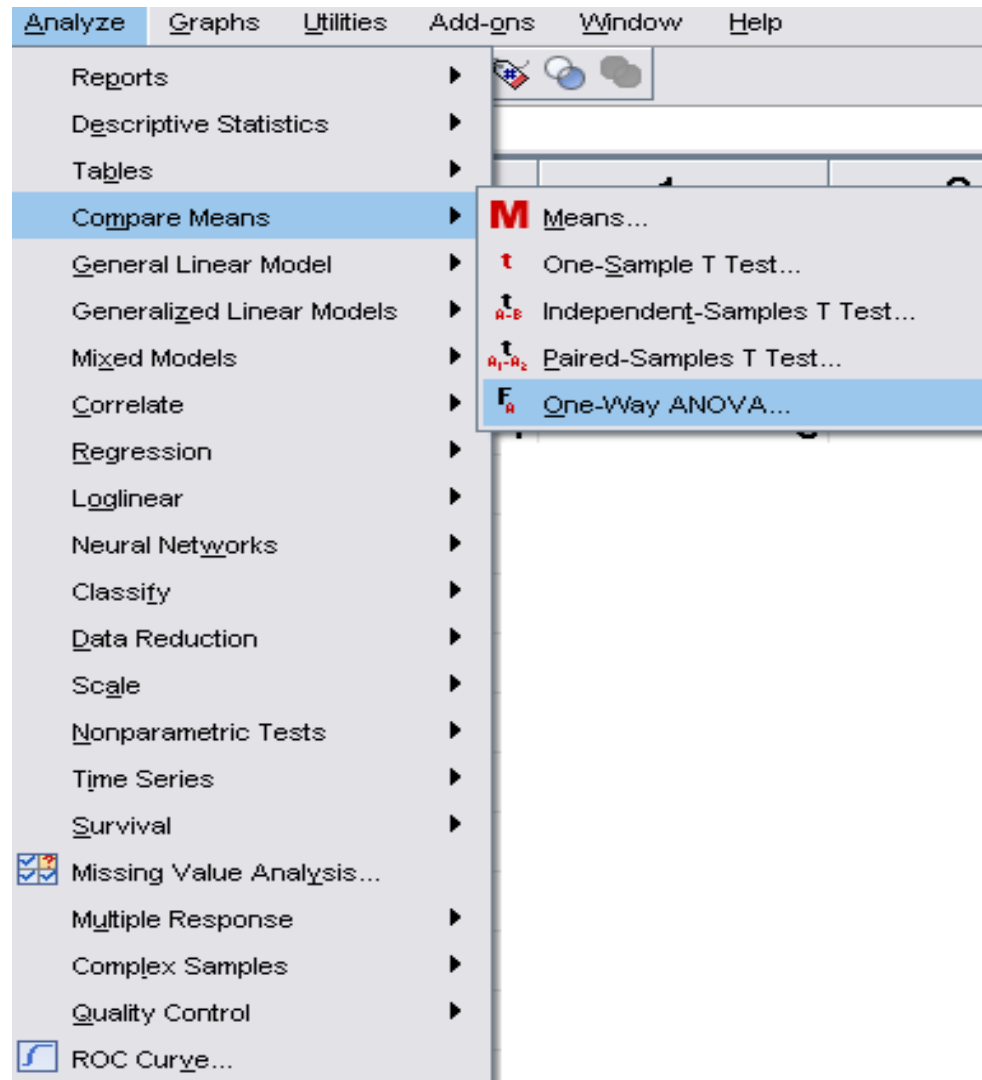 Analyze Graphs Utilities Add-ons Window Help
Reports
Descriptive Statistics
Tables
Compare Means
General Linear Model
Generalized Linear Models
Mixed Models
Correlate
Regression
Loglinear
Neural Networks
Classify
Data Reduction
Scale
Nonparametric Tests
Time Series
Survival
Missing Value Analysis...
Multiple Response
Complex Samples
Quality Control
ROC Curve...
M Means...
t One-Sample T Test...
t A-B Independent-Samples T Test...
t A1-A2 Paired-Samples T Test...
FA One-Way ANOVA...